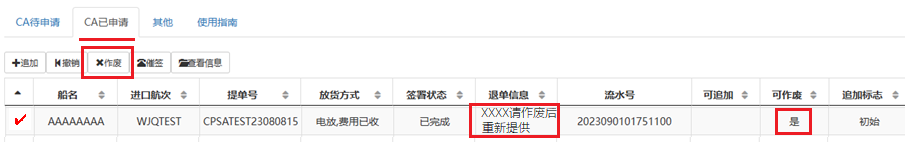 CA待申请 CA已申请 其他 使用指南
追加 撤销 作废 催签 查看信息
船名 进口航次 提单号 放货方式 签署状态 退单信息 流水号 可追加 可作废 追加标志
AAAAAAAA WJQTEST CPSATEST23080815 电放,费用已收 已完成 XXXX请作废后 2023090101751100 是 初始
重新提供